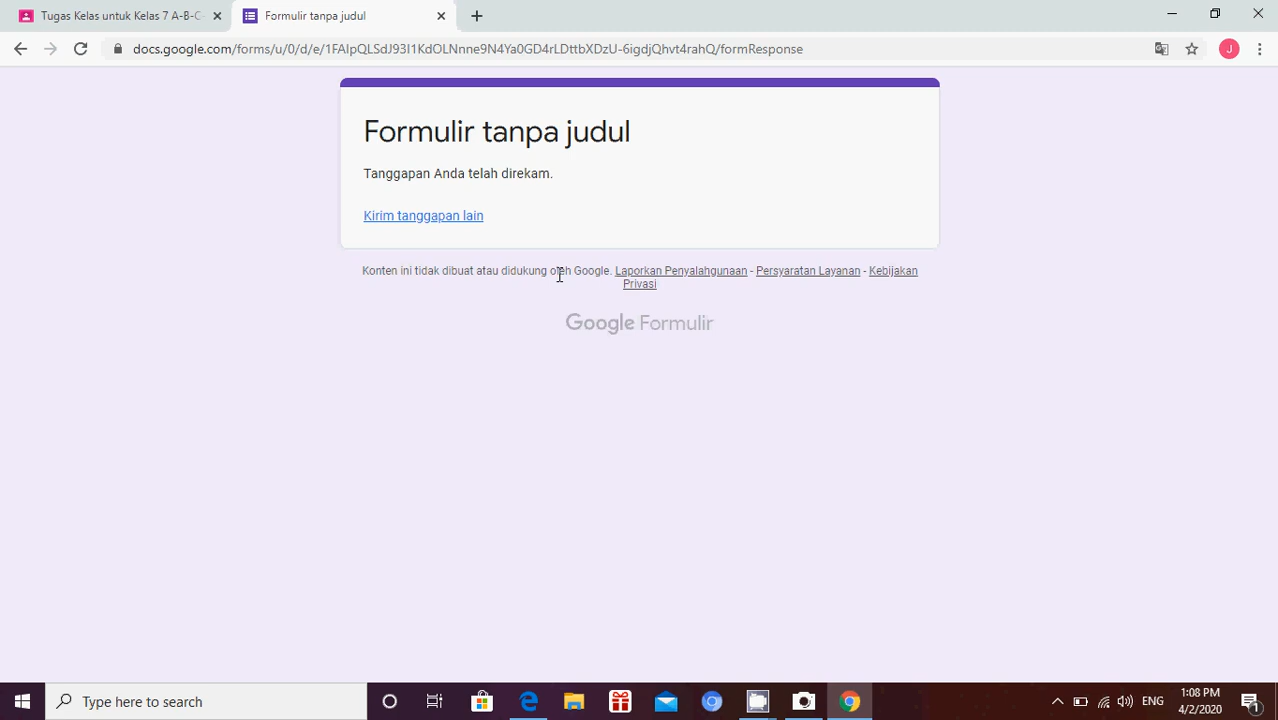 Tugas Kelas untuk Kelas 7 A-B-C-
Formulir tanpa judul
docs.google.com/forms/u/0/d/e/1FAIpQLSdJ93I1KdOLNnne9N4Ya0GD4rLDttbXDzU-6igdjQhvt4rahQ/formResponse
J
Formulir tanpa judul
Tanggapan Anda telah direkam.
Kirim tanggapan lain
Konten ini tidak dibuat atau didukung oleh Google. Laporkan Penyalahgunaan - Persyaratan Layanan - Kebijakan
Privasi
Google Formulir
Type here to search
ENG
1:08 PM
4/2/2020
1